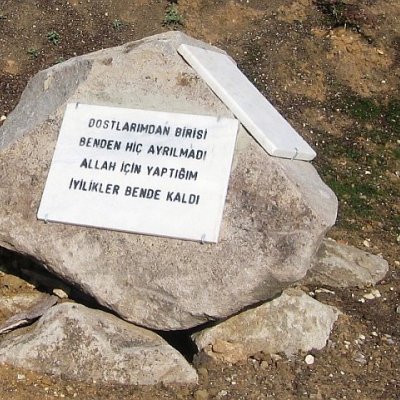 DOSTLARIMDAN BİRİSİ
BENDEN HİÇ AYRILMADI
ALLAH İÇİN YAPTIĞIM
İYİLİKLER BENDE KALDI